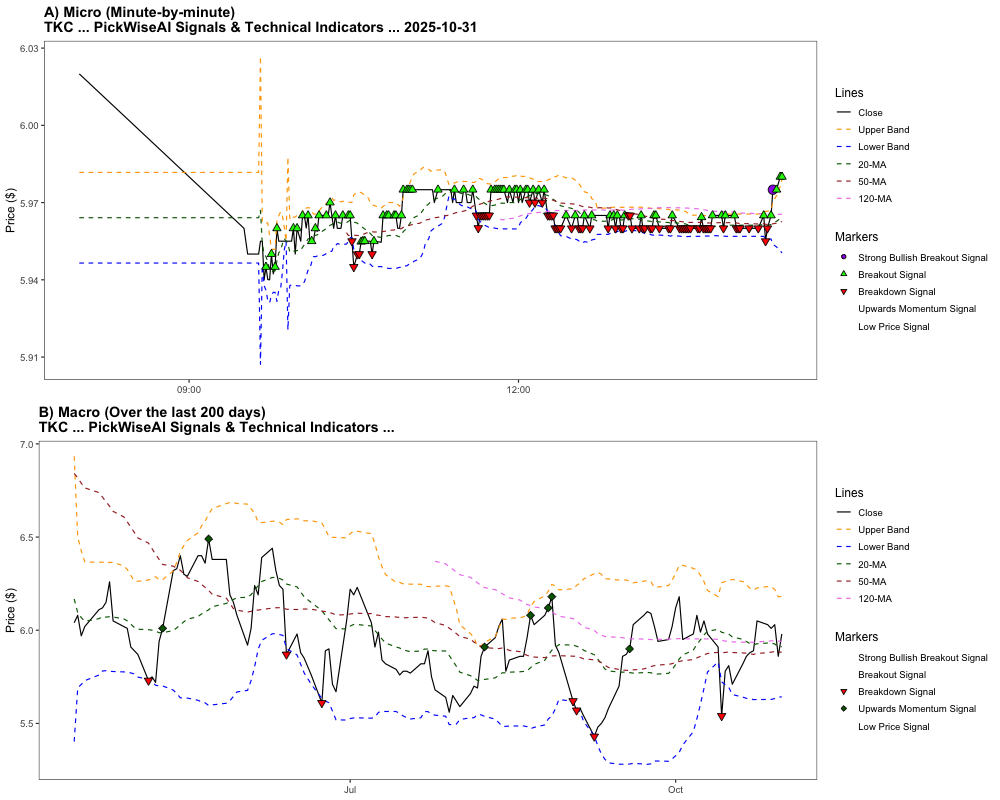 A) Micro (Minute-by-minute)
TKC ... PickWiseAI Signals & Technical Indicators ... 2025-10-31
6.03
6.00
5.97
5.94
5.91
Price ($)
09:00
12:00
Lines
Close
Upper Band
Lower Band
20-MA
50-MA
120-MA
Markers
Strong Bullish Breakout Signal
Breakout Signal
Breakdown Signal
Upwards Momentum Signal
Low Price Signal
B) Macro (Over the last 200 days)
TKC ... PickWiseAI Signals & Technical Indicators ...
7.0
6.5
6.0
5.5
Price ($)
Jul
Oct
Lines
Close
Upper Band
Lower Band
20-MA
50-MA
120-MA
Markers
Strong Bullish Breakout Signal
Breakout Signal
Breakdown Signal
Upwards Momentum Signal
Low Price Signal